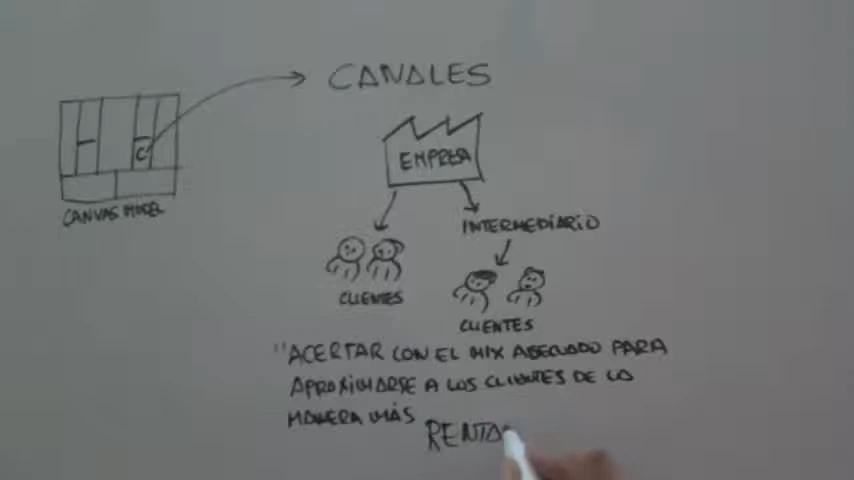 CANALES
C
CANVAS MODEL
EMPRESA
INTERMEDIARIO
CLIENTES
CLIENTES
"ACERTAR CON EL MIX ADECUADO PARA
APROXIMARSE A LOS CLIENTES DE LA
MANERA MÁS
RENTA